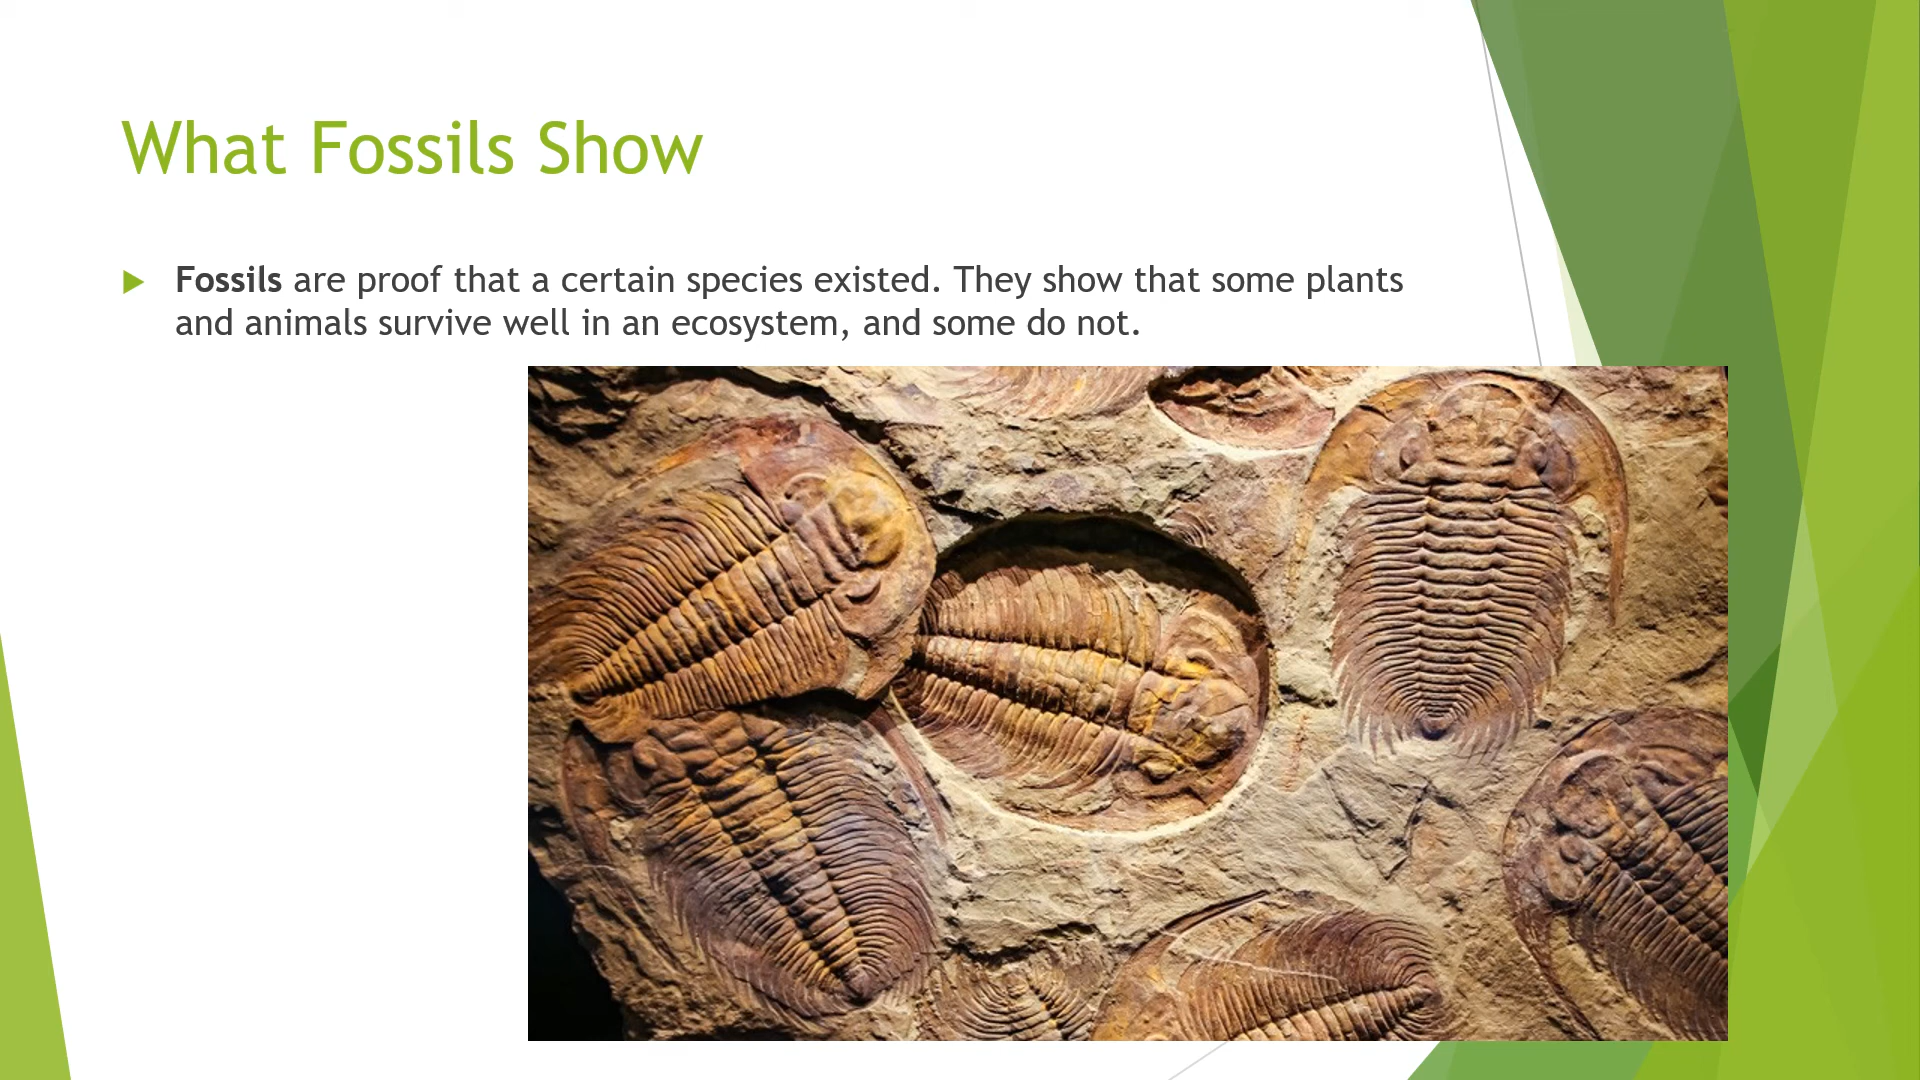 What Fossils Show
Fossils are proof that a certain species existed. They show that some plants
and animals survive well in an ecosystem, and some do not.